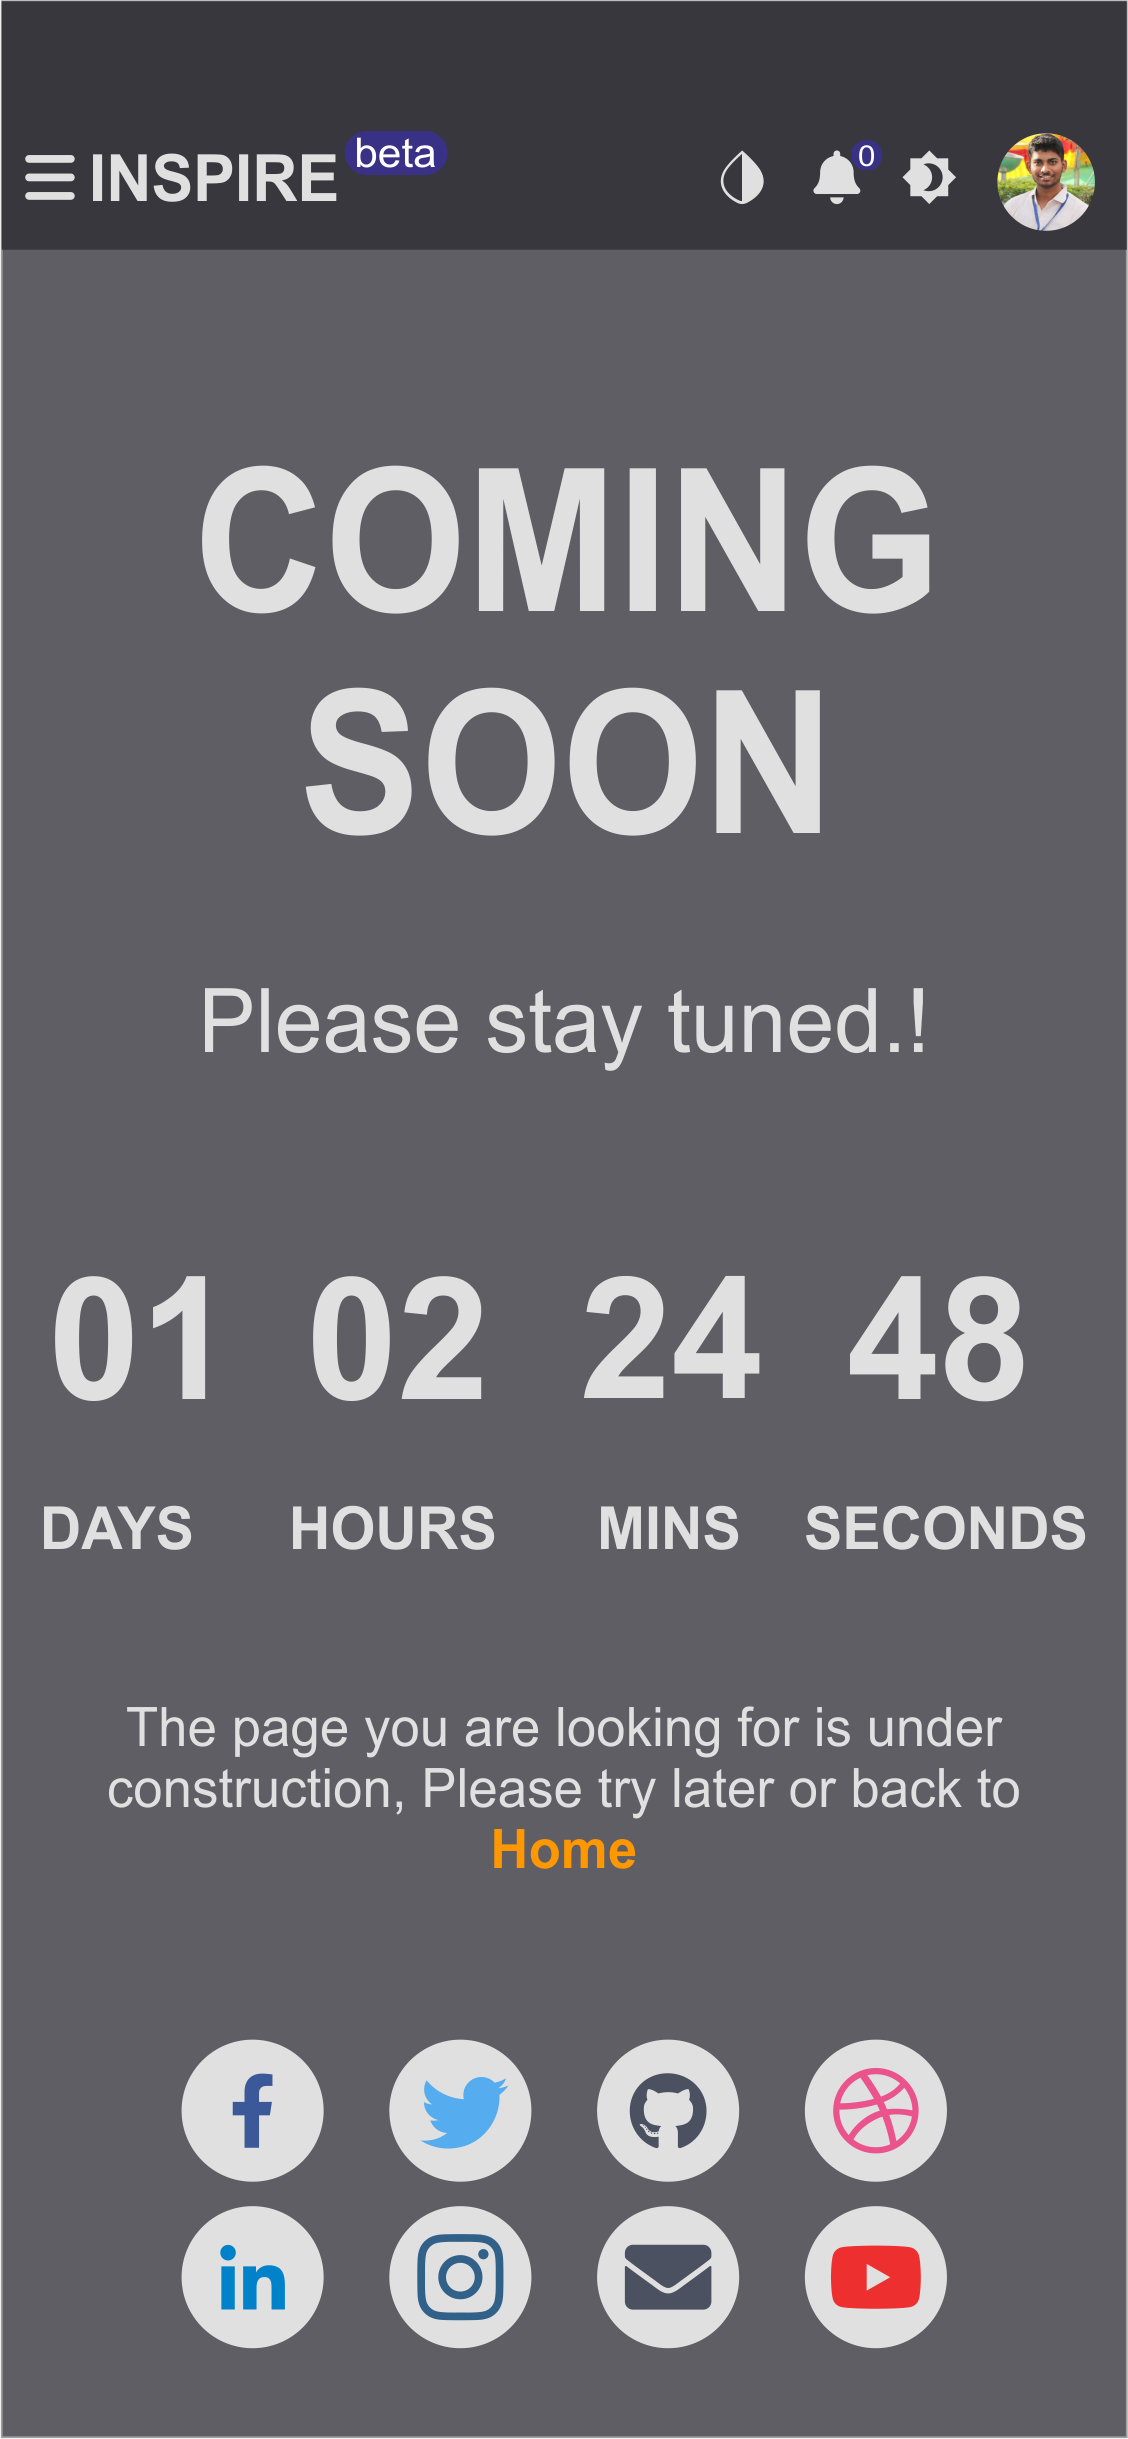 INSPIRE beta 0
COMING
SOON
Please stay tuned.!
01 02 24 48
DAYS HOURS MINS SECONDS
The page you are looking for is under
construction, Please try later or back to
Home
in